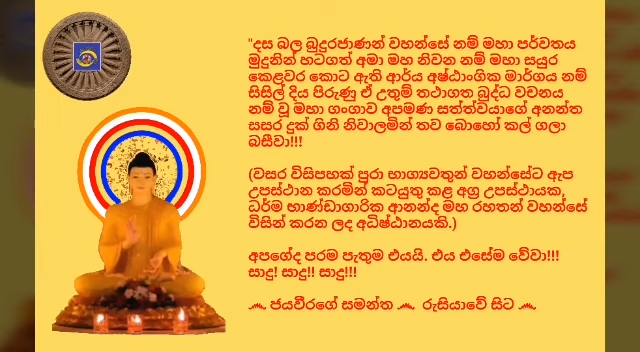 "දස බල බුදුරජාණන් වහන්සේ නම් මහා පර්වතය
මුදුනින් හටගත් අමා මහ නිවන නම් මහා සයුර
කෙළවර කොට ඇති ආර්ය අෂ්ඨාංගික මාර්ගය නම්
සිසිල් දිය පිරුණු ඒ උතුම් තථාගත බුද්ධ වචනය
නම් වූ මහා ගංගාව අපමණ සත්ත්වයාගේ අනන්ත
සසර දුක් ගිනි නිවාලමින් තව බොහෝ කල් ගලා
බසීවා!!!
(වසර විසිපහක් පුරා භාග්‍යවතුන් වහන්සේට ඇප
උපස්ථාන කරමින් කටයුතු කළ අග්‍ර උපස්ථායක,
ධර්ම භාණ්ඩාගාරික ආනන්ද මහ රහතන් වහන්සේ
විසින් කරන ලද අධිෂ්ඨානයකි.)
අපගේද පරම පැතුම එයයි. එය එසේම වේවා!!!
සාදු! සාදු!! සාදු!!!
ජයවීරගේ සමන්ත රුසියාවේ සිට